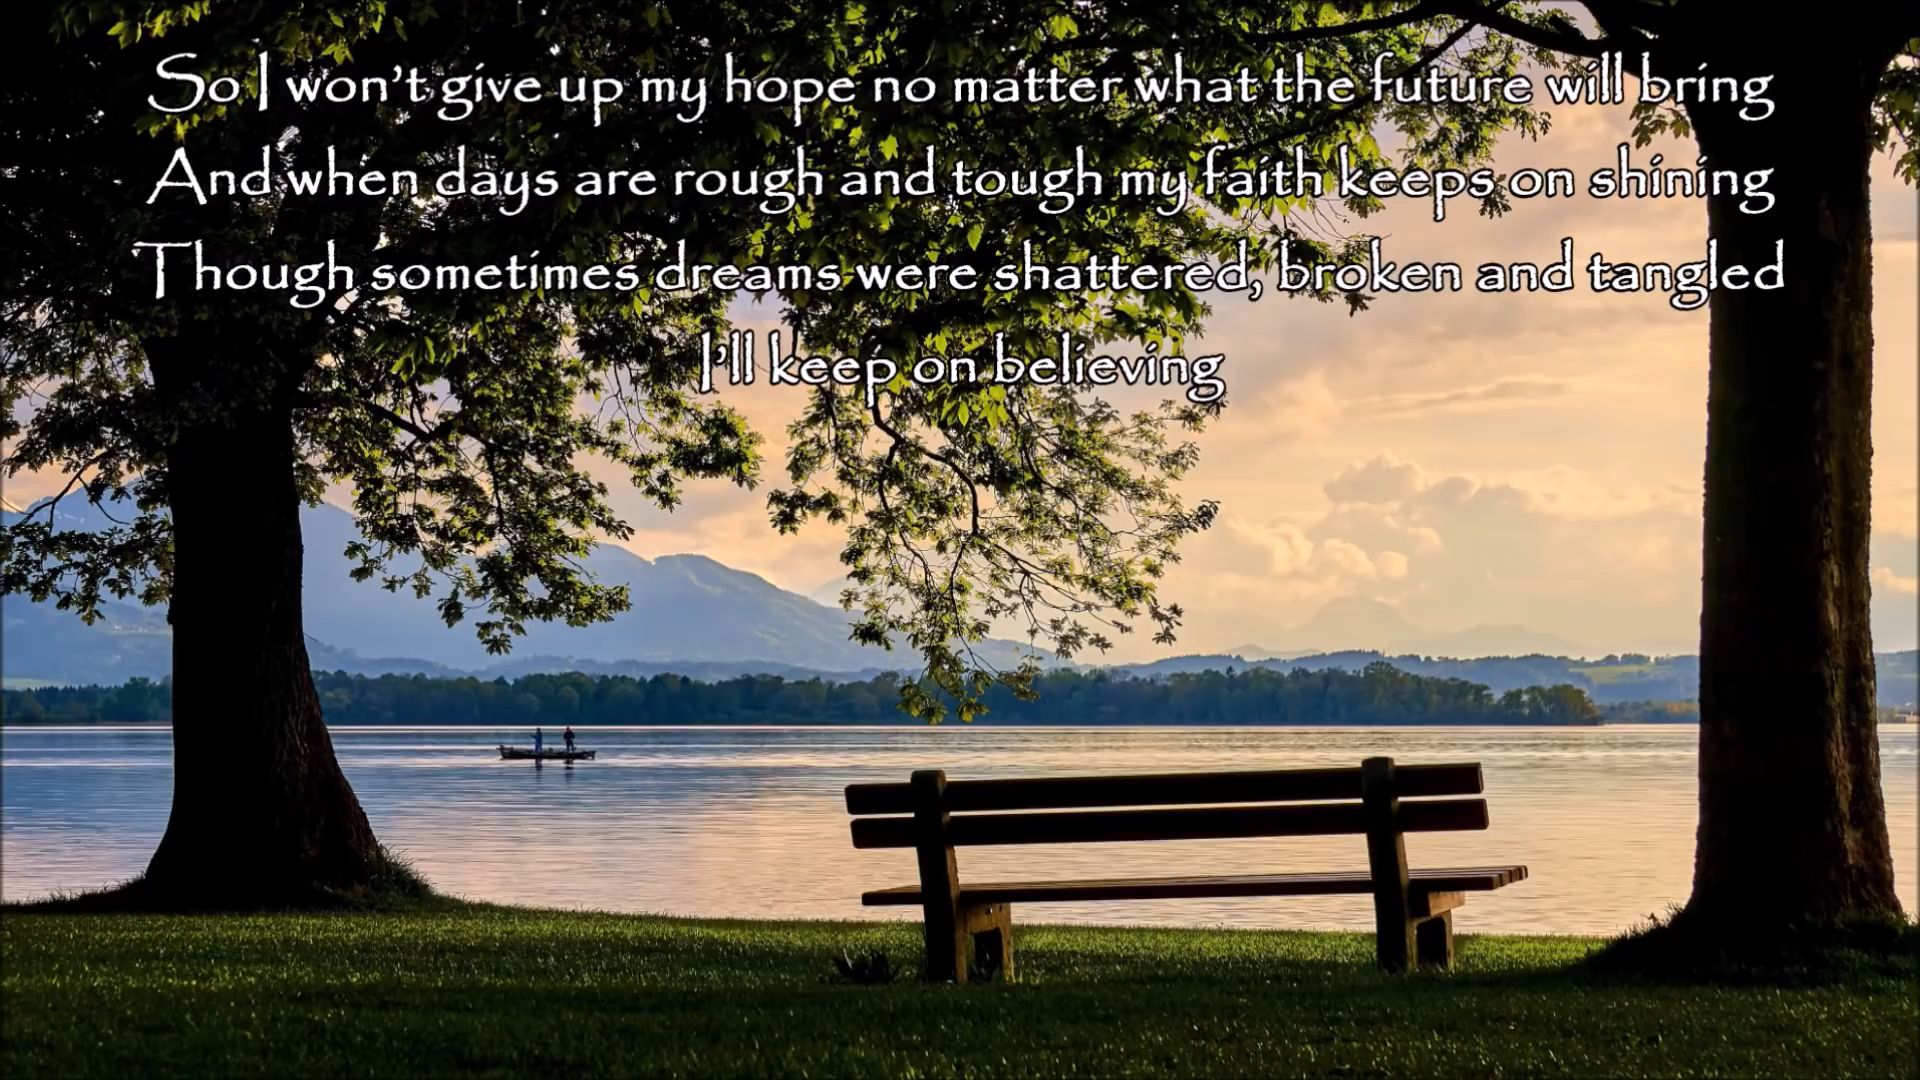 So I won't give up my hope no matter what the future will bring
And when days are rough and tough my faith keeps on shining
Though sometimes dreams were shattered, broken and tangled
I'll keep on believing